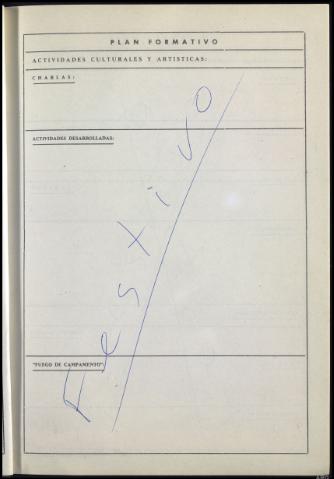 PLAN FORMATIVO
ACTIVIDADES CULTURALES Y ARTISTICAS:
CHARLAS:
ACTIVIDADES DESARROLLADAS:
"FUEGO DE CAMPAMENTO":
Festivo